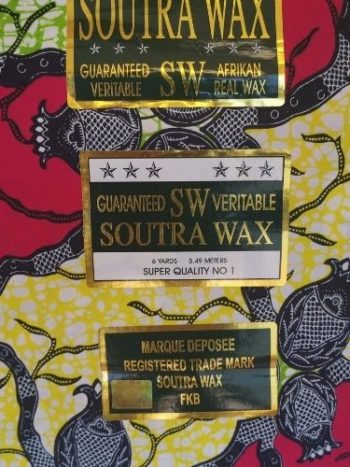 SOUTRA WAX
GUARANTEED SW AFRIKAN
VERITABLE REAL WAX
GUARANTEED SW VERITABLE
SOUTRA WAX
6 YARDS 5.49 METERS
SUPER QUALITY NO 1
MARQUE DEPOSEE
REGISTERED TRADE MARK
SOUTRA WAX
FKB